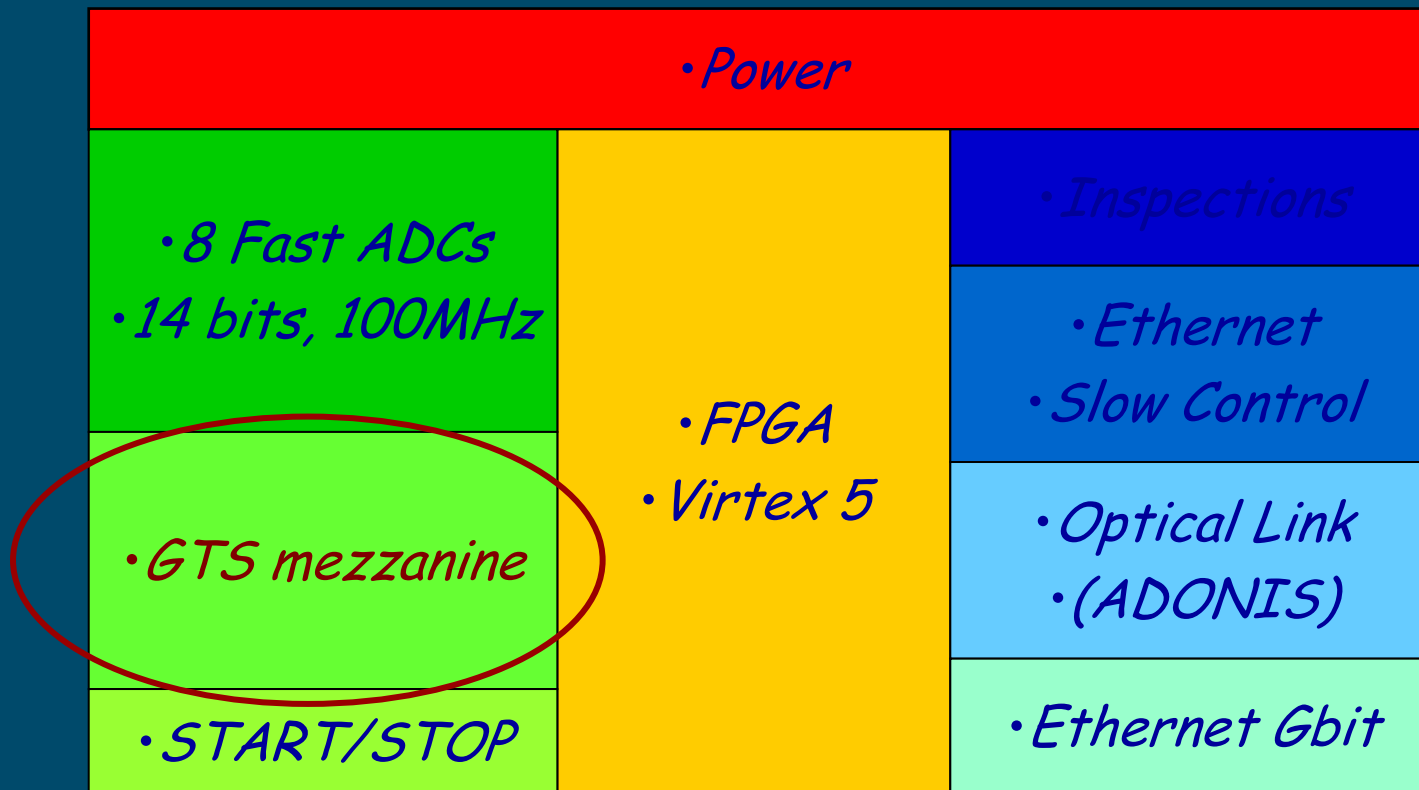 •Power
•8 Fast ADCs
•14 bits, 100MHz
•GTS mezzanine
•START/STOP
•FPGA
•Virtex 5
•Inspections
•Ethernet
•Slow Control
•Optical Link
•(ADONIS)
•Ethernet Gbit